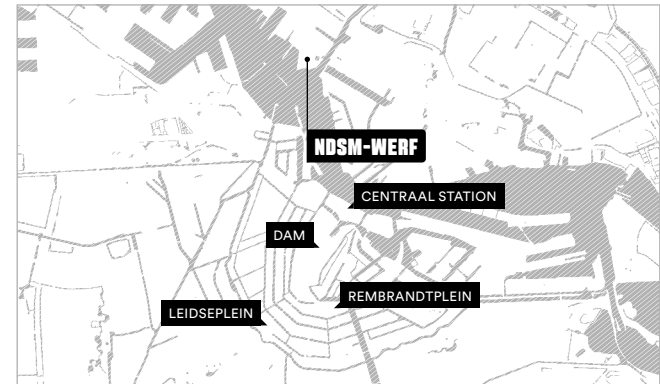 NDSM-WERF
CENTRAAL STATION
DAM
REMBRANDTPLEIN
LEIDSEPLEIN